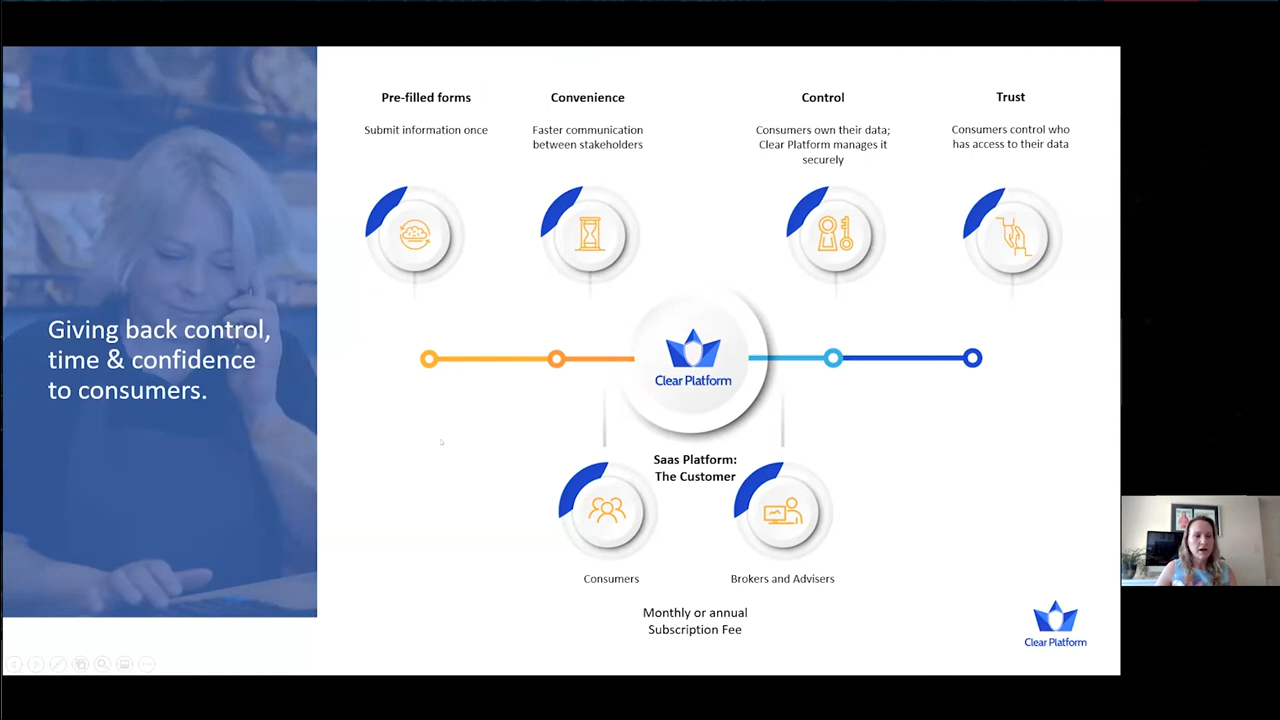 Giving back control,
time & confidence
to consumers.
Pre-filled forms
Submit information once
Convenience
Faster communication
between stakeholders
Control
Consumers own their data;
Clear Platform manages it
securely
Trust
Consumers control who
has access to their data
Clear Platform
Saas Platform:
The Customer
Consumers
Brokers and Advisers
Monthly or annual
Subscription Fee
Clear Platform